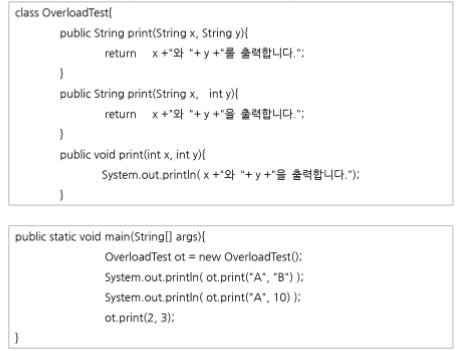 class OverloadTest{
public String print(String x, String y){
return x +"와 "+ y +"를 출력합니다.";
}
public String print(String x, int y){
return x +"와 "+ y +"을 출력합니다.";
}
public void print(int x, int y){
System.out.println( x +"와 "+ y +"을 출력합니다.");
}
public static void main(String[] args){
OverloadTest ot = new OverloadTest();
System.out.println( ot.print("A", "B") );
System.out.println( ot.print("A", 10) );
ot.print(2, 3);
}